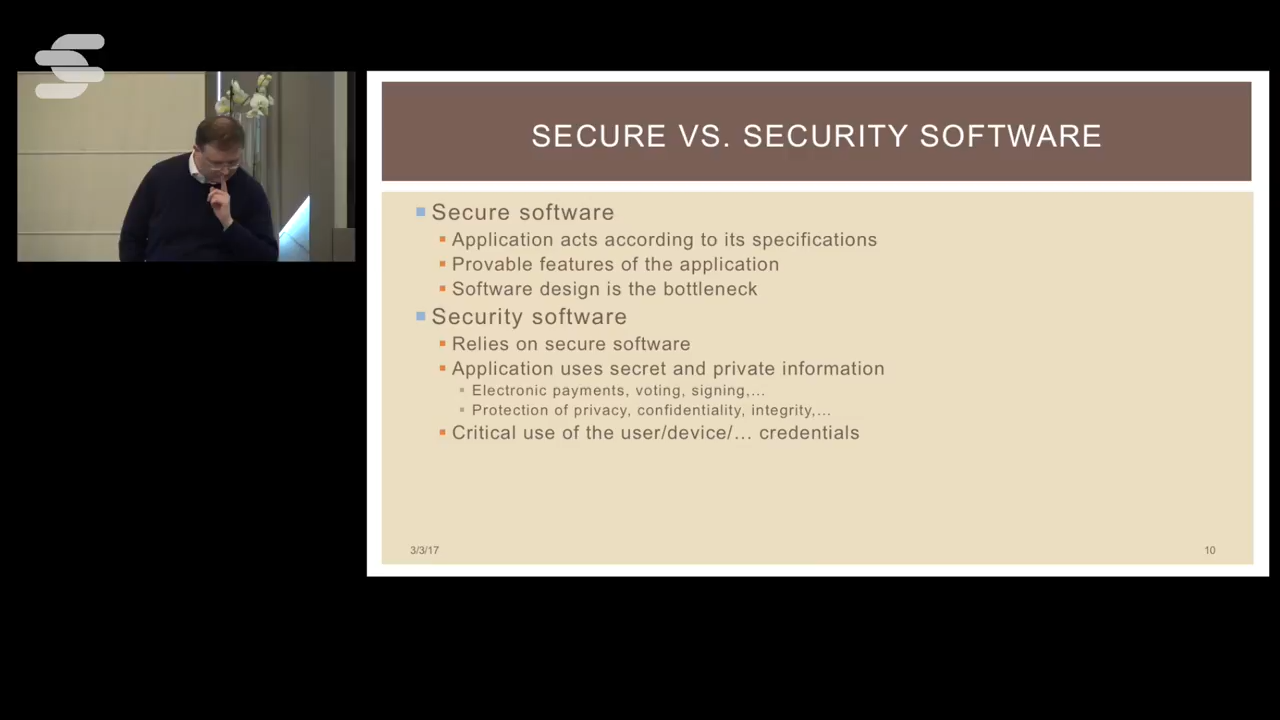 SECURE VS. SECURITY SOFTWARE
Secure software
Application acts according to its specifications
Provable features of the application
Software design is the bottleneck
Security software
Relies on secure software
Application uses secret and private information
Electronic payments, voting, signing,...
Protection of privacy, confidentiality, integrity,...
Critical use of the user/device/... credentials
3/3/17
10